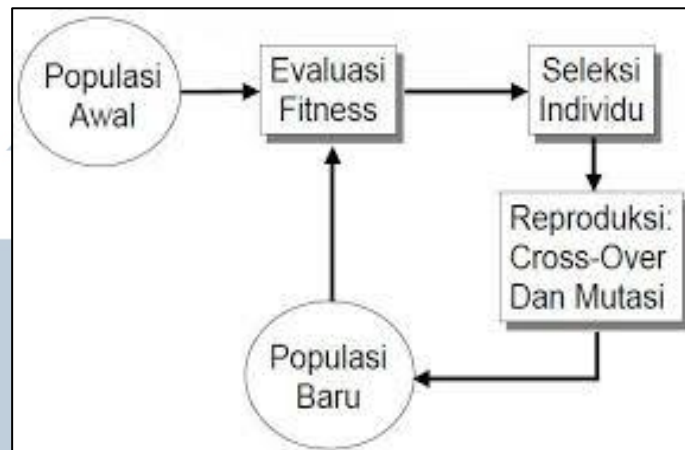 Populasi
Awal
Evaluasi
Fitness
Seleksi
Individu
Reproduksi:
Cross-Over
Dan Mutasi
Populasi
Baru